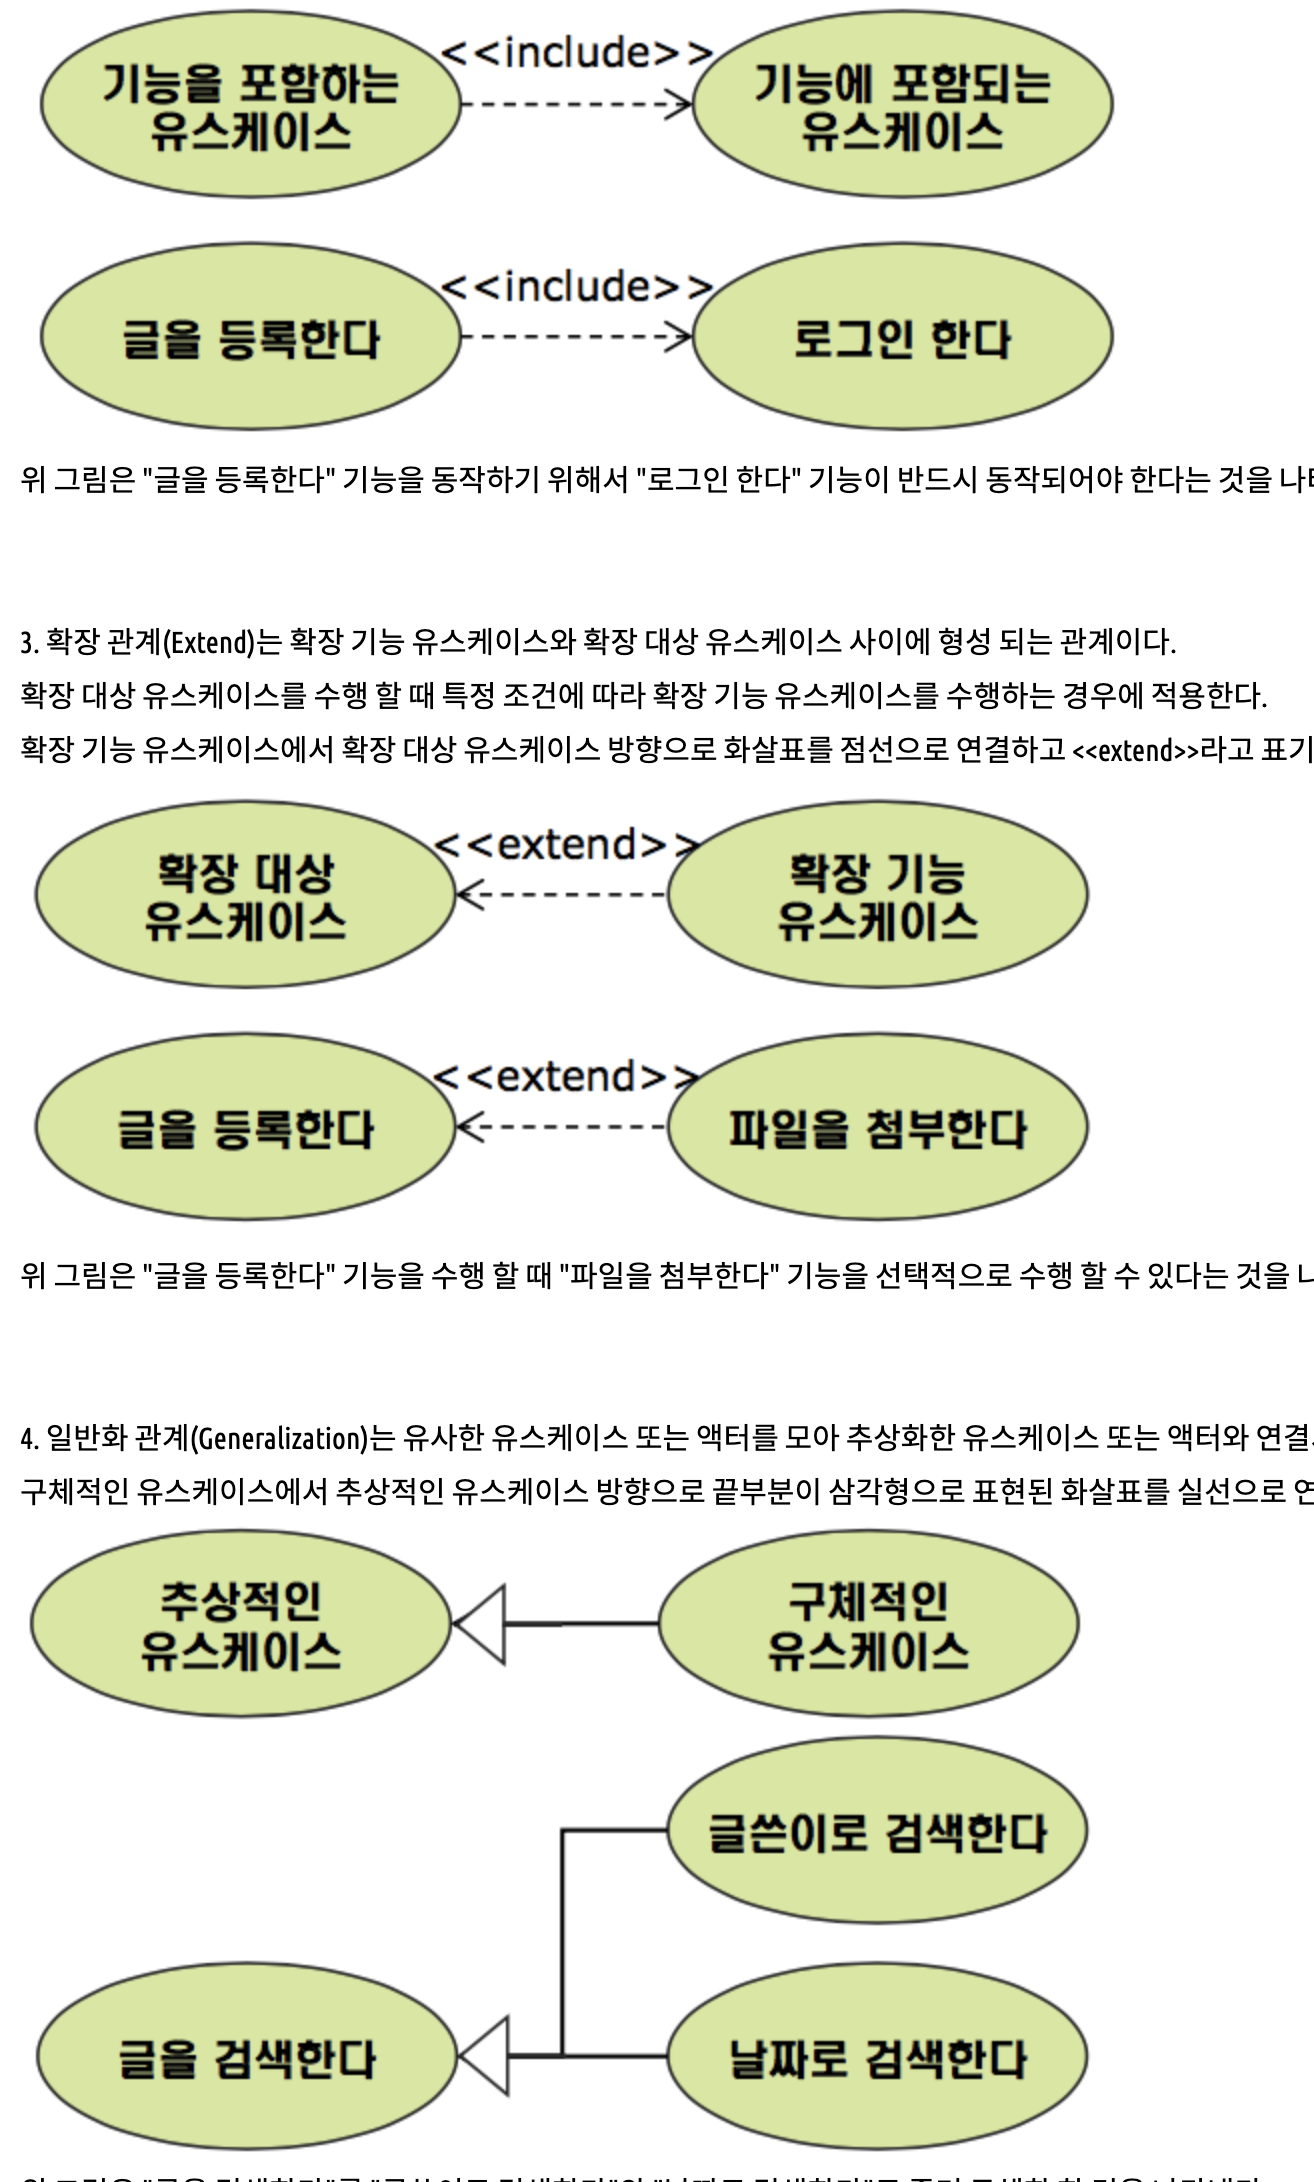 <<include>>
기능을 포함하는
유스케이스
기능에 포함되는
유스케이스
<<include>>
글을 등록한다
로그인 한다
위 그림은 "글을 등록한다" 기능을 동작하기 위해서 "로그인 한다" 기능이 반드시 동작되어야 한다는 것을
3. 확장 관계(Extend)는 확장 기능 유스케이스와 확장 대상 유스케이스 사이에 형성 되는 관계이다.
확장 대상 유스케이스를 수행 할 때 특정 조건에 따라 확장 기능 유스케이스를 수행하는 경우에 적용한다.
확장 기능 유스케이스에서 확장 대상 유스케이스 방향으로 화살표를 점선으로 연결하고 <<extend>>라고 표기
<<extend>>
확장 대상
유스케이스
확장 기능
유스케이스
<<extend>>
글을 등록한다
파일을 첨부한다
위 그림은 "글을 등록한다" 기능을 수행 할 때 "파일을 첨부한다" 기능을 선택적으로 수행 할 수 있다는 것을
4. 일반화 관계(Generalization)는 유사한 유스케이스 또는 액터를 모아 추상화한 유스케이스 또는 액터와 연결
구체적인 유스케이스에서 추상적인 유스케이스 방향으로 끝부분이 삼각형으로 표현된 화살표를 실선으로
추상적인
유스케이스
구체적인
유스케이스
글쓴이로 검색한다
글을 검색한다
날짜로 검색한다